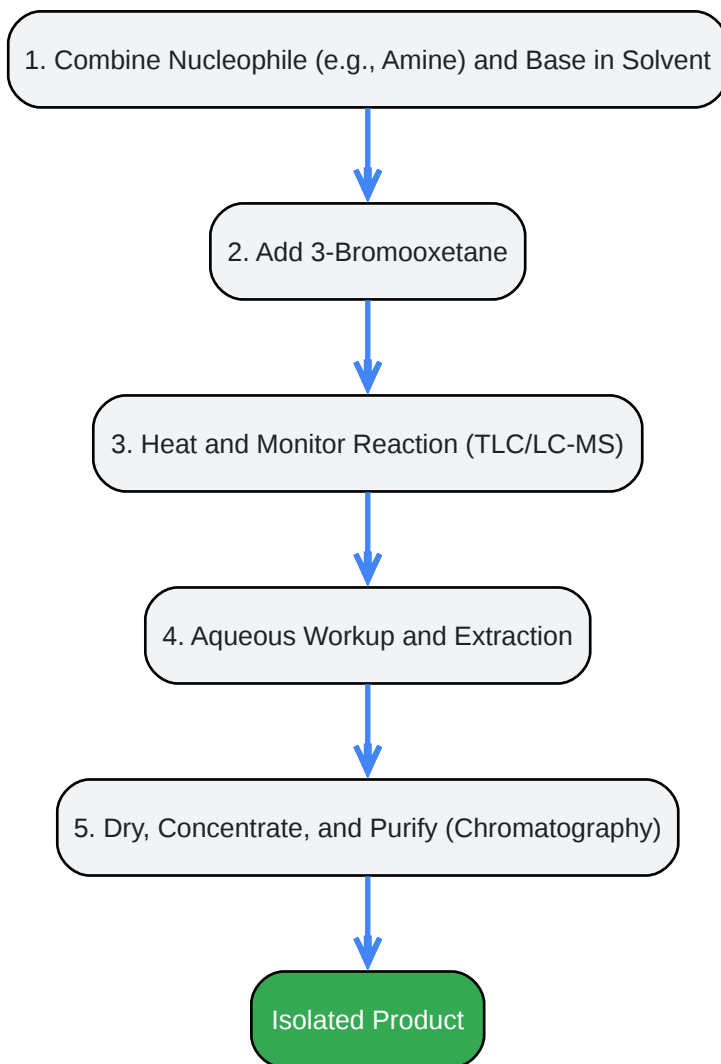 1. Combine Nucleophile (e.g., Amine) and Base in Solvent
2. Add 3-Bromooxetane
3. Heat and Monitor Reaction (TLC/LC-MS)
4. Aqueous Workup and Extraction
5. Dry, Concentrate, and Purify (Chromatography)
Isolated Product